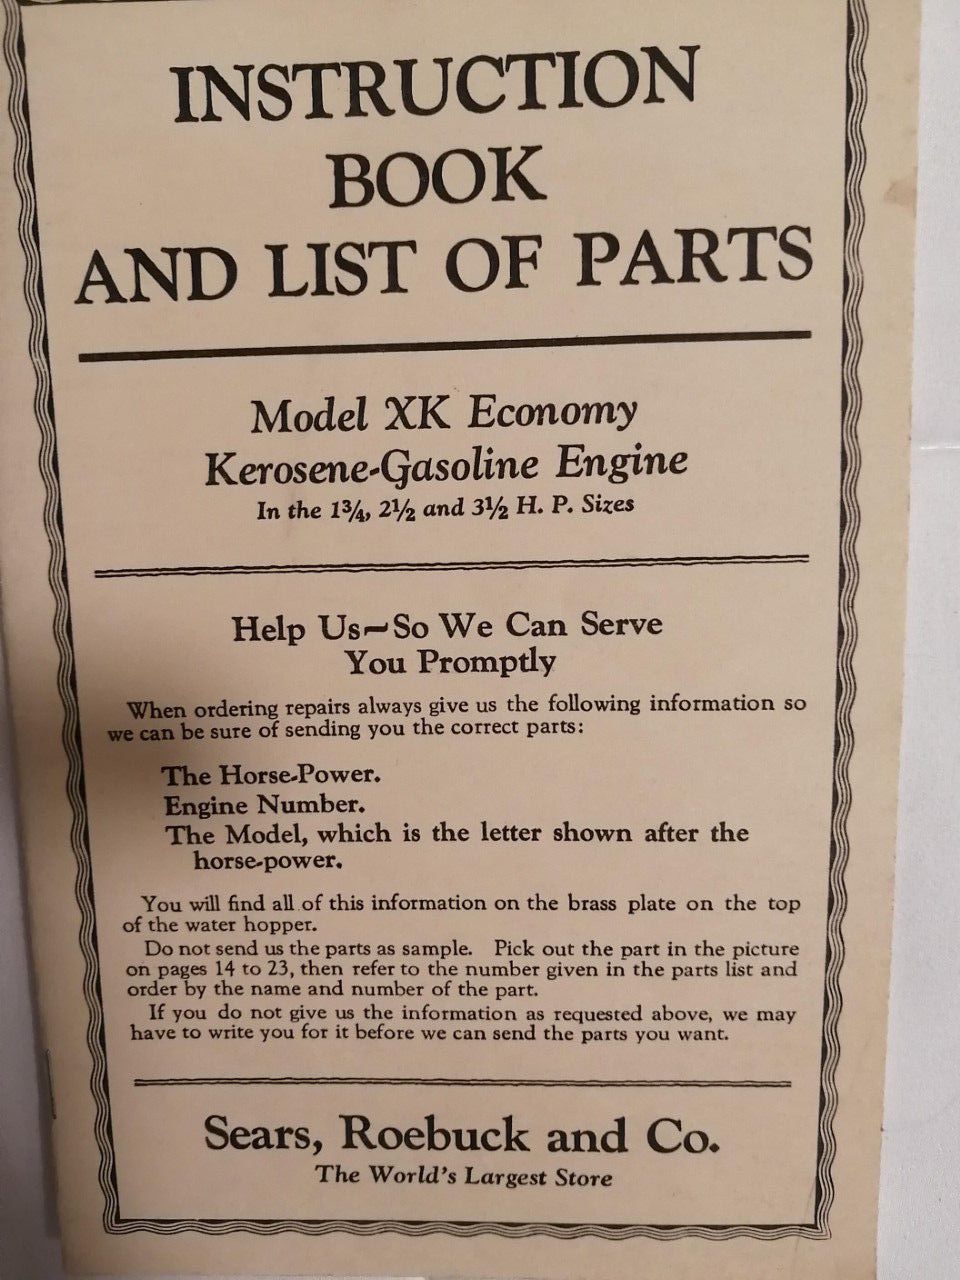 INSTRUCTION
BOOK
AND LIST OF PARTS
Model XK Economy
Kerosene-Gasoline Engine
In the 1¾, 2½ and 3½ H. P. Sizes
Help Us—So We Can Serve
You Promptly
When ordering repairs always give us the following information so
we can be sure of sending you the correct parts:
The Horse-Power.
Engine Number.
The Model, which is the letter shown after the
horse-power.
You will find all of this information on the brass plate on the top
of the water hopper.
Do not send us the parts as sample. Pick out the part in the picture
on pages 14 to 23, then refer to the number given in the parts list and
order by the name and number of the part.
If you do not give us the information as requested above, we may
have to write you for it before we can send the parts you want.
Sears, Roebuck and Co.
The World's Largest Store